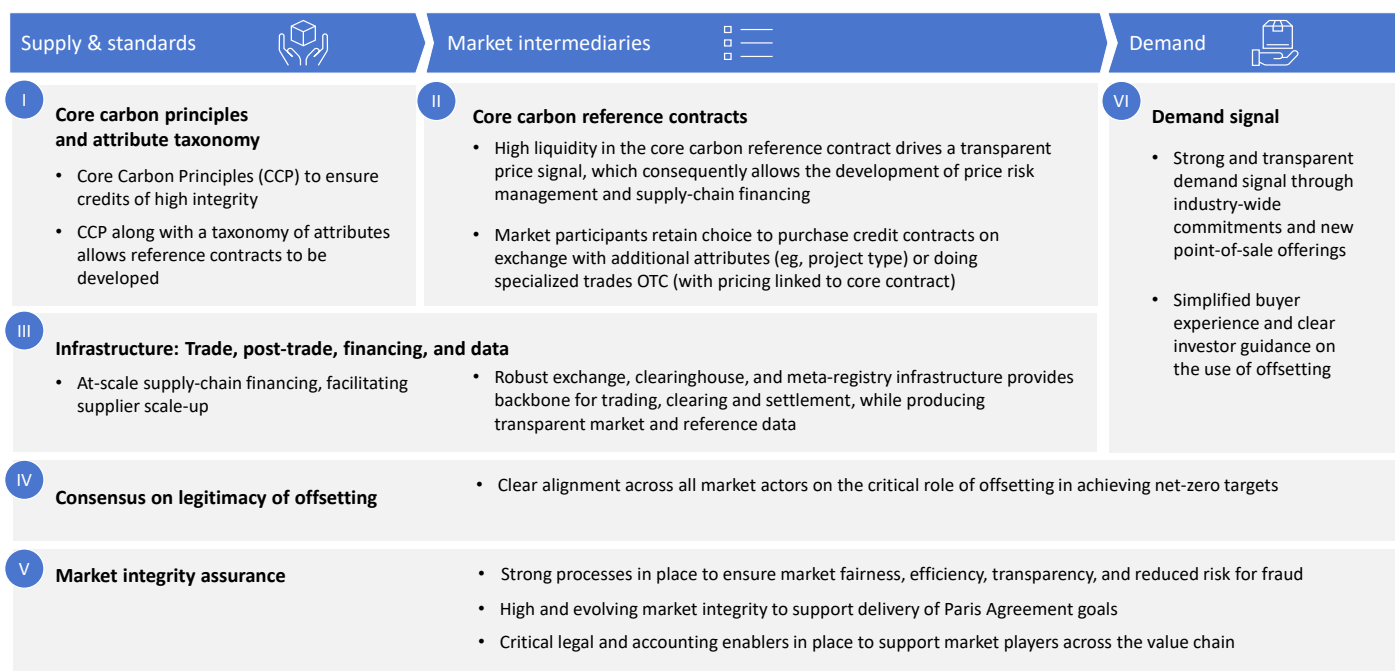 Supply & standards
Market intermediaries
Demand
I
Core carbon principles
and attribute taxonomy
• Core Carbon Principles (CCP) to ensure
credits of high integrity
• CCP along with a taxonomy of attributes
allows reference contracts to be
developed
II
Core carbon reference contracts
• High liquidity in the core carbon reference contract drives a transparent
price signal, which consequently allows the development of price risk
management and supply-chain financing
• Market participants retain choice to purchase credit contracts on
exchange with additional attributes (eg, project type) or doing
specialized trades OTC (with pricing linked to core contract)
VI
Demand signal
• Strong and transparent
demand signal through
industry-wide
commitments and new
point-of-sale offerings
• Simplified buyer
experience and clear
investor guidance on
the use of offsetting
III
Infrastructure: Trade, post-trade, financing, and data
• At-scale supply-chain financing, facilitating
supplier scale-up
• Robust exchange, clearinghouse, and meta-registry infrastructure provides
backbone for trading, clearing and settlement, while producing
transparent market and reference data
IV
Consensus on legitimacy of offsetting
• Clear alignment across all market actors on the critical role of offsetting in achieving net-zero targets
V
Market integrity assurance
• Strong processes in place to ensure market fairness, efficiency, transparency, and reduced risk for fraud
• High and evolving market integrity to support delivery of Paris Agreement goals
• Critical legal and accounting enablers in place to support market players across the value chain